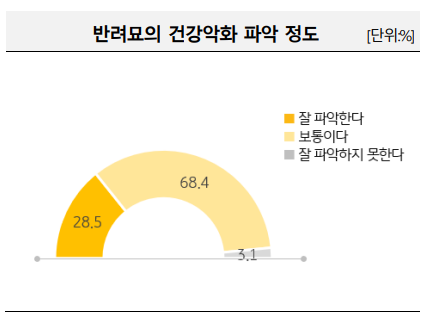 반려묘의 건강악화 파악 정도
[단위:%]
잘 파악한다
보통이다
잘 파악하지 못한다
68.4
28.5
3.1